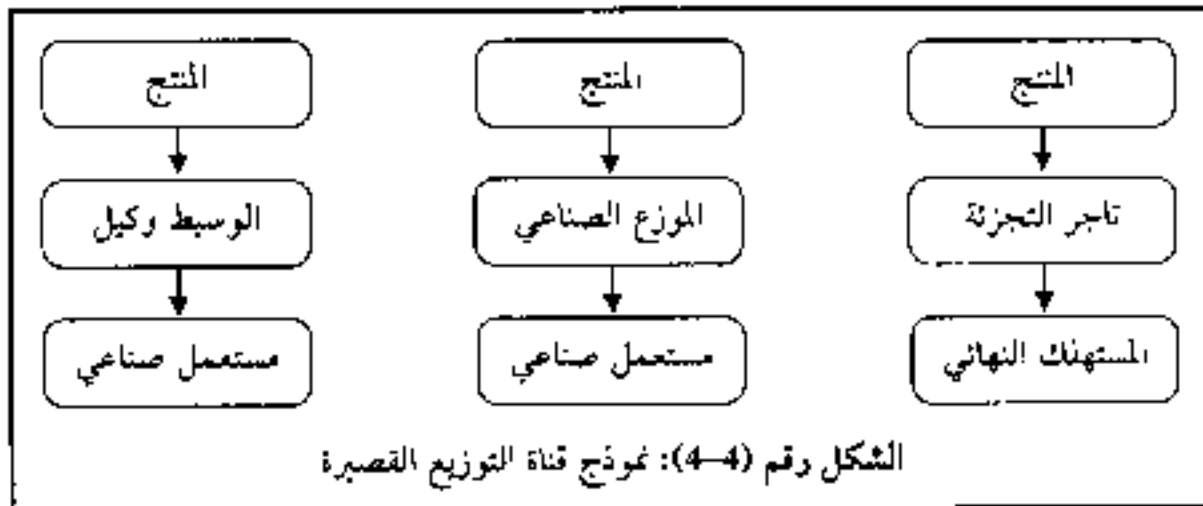 المنتج
تاجر التجزئة
المستهلك النهائي
المنتج
الموزع الصناعي
مستعمل صناعي
المنتج
الوسيط وكيل
مستعمل صناعي
الشكل رقم (4-4): نموذج قناة التوزيع القصيرة